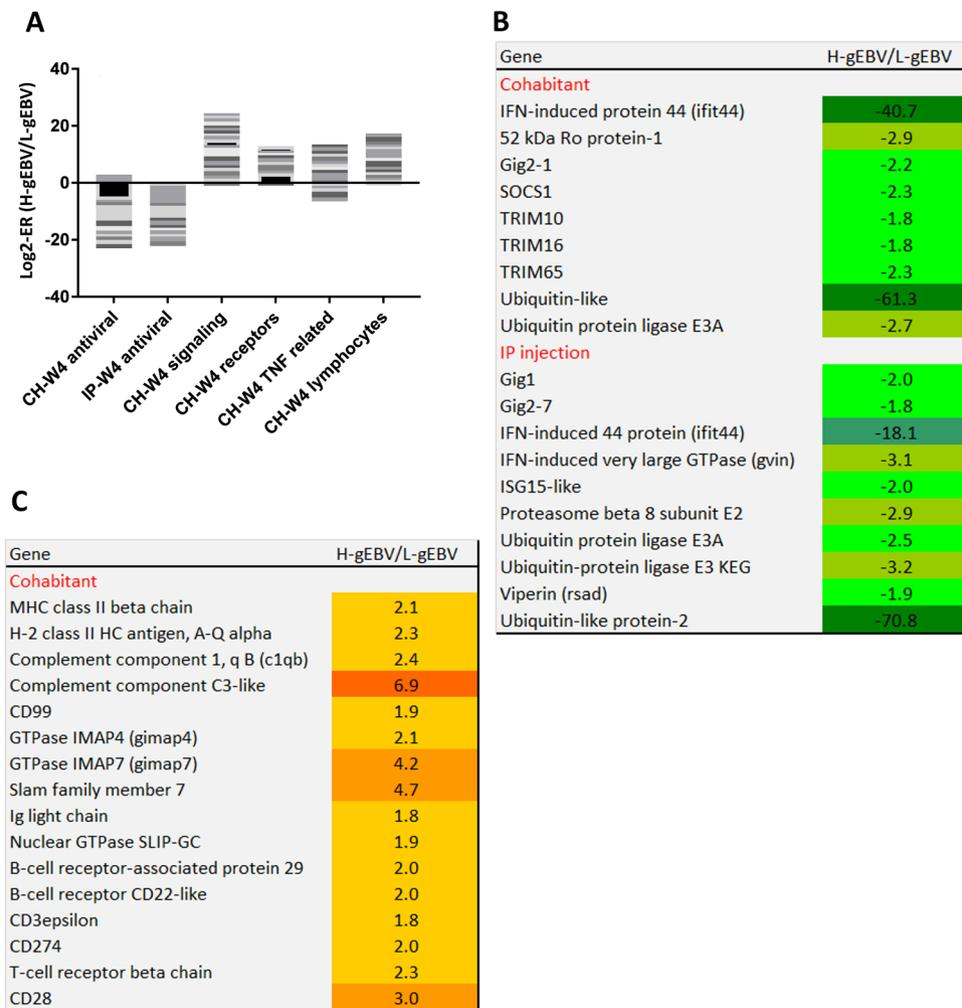 A
Log2-ER (H-gEBV/L-gEBV)
40
20
0
-20
-40
CH-W4 antiviral
IP-W4 antiviral
CH-W4 signaling
CH-W4 receptors
CH-W4 TNF related
CH-W4 lymphocytes
B
Gene H-gEBV/L-gEBV
Cohabitant
IFN-induced protein 44 (ifit44) -40.7
52 kDa Ro protein-1 -2.9
Gig2-1 -2.2
SOCS1 -2.3
TRIM10 -1.8
TRIM16 -1.8
TRIM65 -2.3
Ubiquitin-like -61.3
Ubiquitin protein ligase E3A -2.7
IP injection
Gig1 -2.0
Gig2-7 -1.8
IFN-induced 44 protein (ifit44) -18.1
IFN-induced very large GTPase (gvin) -3.1
ISG15-like -2.0
Proteasome beta 8 subunit E2 -2.9
Ubiquitin protein ligase E3A -2.5
Ubiquitin-protein ligase E3 KEG -3.2
Viperin (rsad) -1.9
Ubiquitin-like protein-2 -70.8
C
Gene H-gEBV/L-gEBV
Cohabitant
MHC class II beta chain 2.1
H-2 class II HC antigen, A-Q alpha 2.3
Complement component 1, q B (c1qb) 2.4
Complement component C3-like 6.9
CD99 1.9
GTPase IMAP4 (gimap4) 2.1
GTPase IMAP7 (gimap7) 4.2
Slam family member 7 4.7
Ig light chain 1.8
Nuclear GTPase SLIP-GC 1.9
B-cell receptor-associated protein 29 2.0
B-cell receptor CD22-like 2.0
CD3epsilon 1.8
CD274 2.0
T-cell receptor beta chain 2.3
CD28 3.0